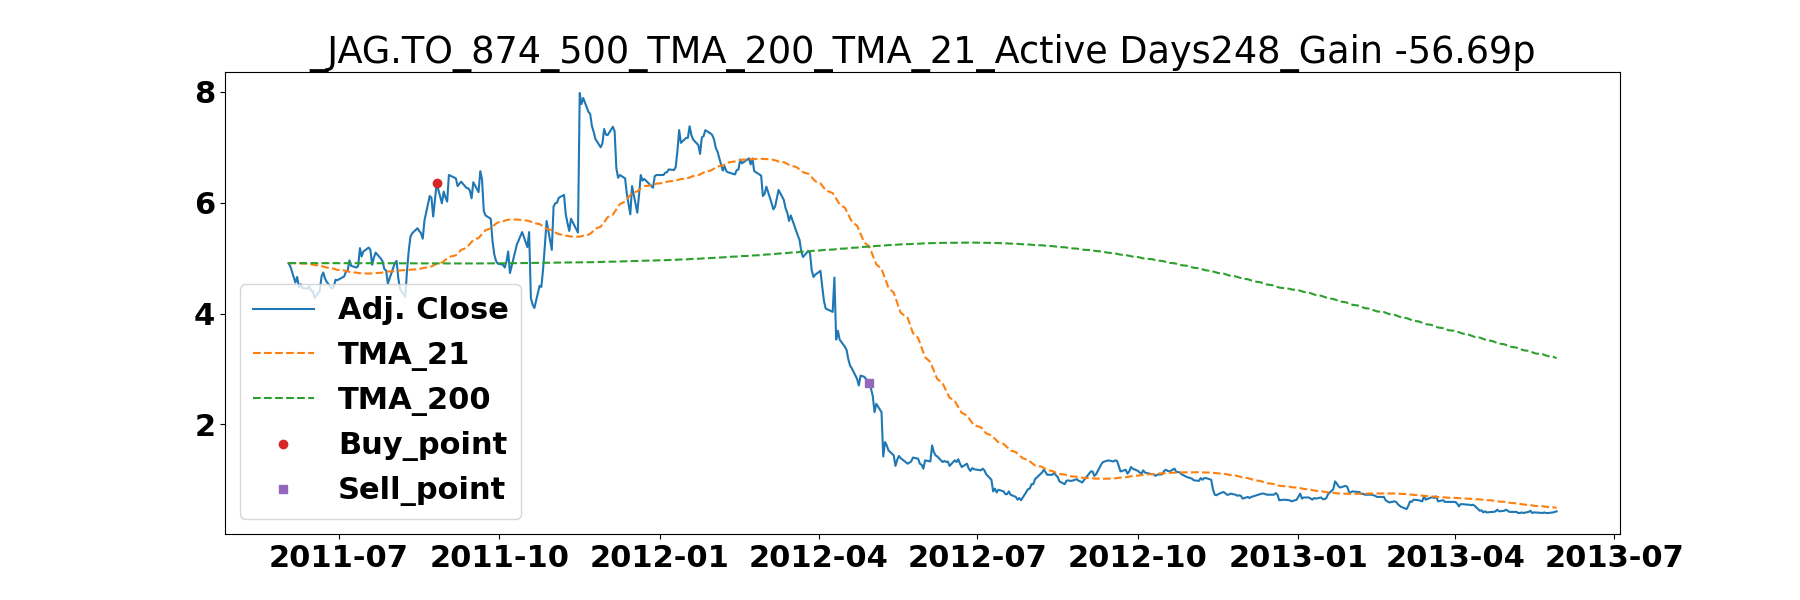 _JAG.TO_874_500_TMA_200_TMA_21_Active Days248_Gain -56.69p
8
6
4
2
Adj. Close
TMA_21
TMA_200
Buy_point
Sell_point
2011-07 2011-10 2012-01 2012-04 2012-07 2012-10 2013-01 2013-04 2013-07